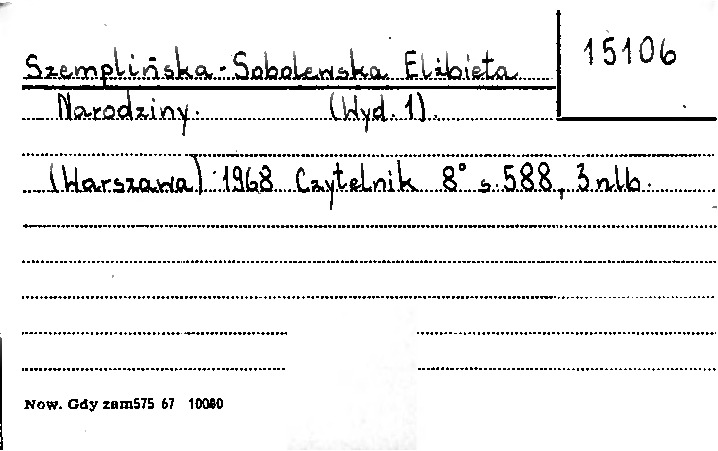 15106
Szemplińska-Sobolewska Elżbieta
Narodziny. (Wyd. 1).
(Warszawa) 1968 Czytelnik 8° s. 588, 3 nlb.
Now. Gdy zam575 67 10080